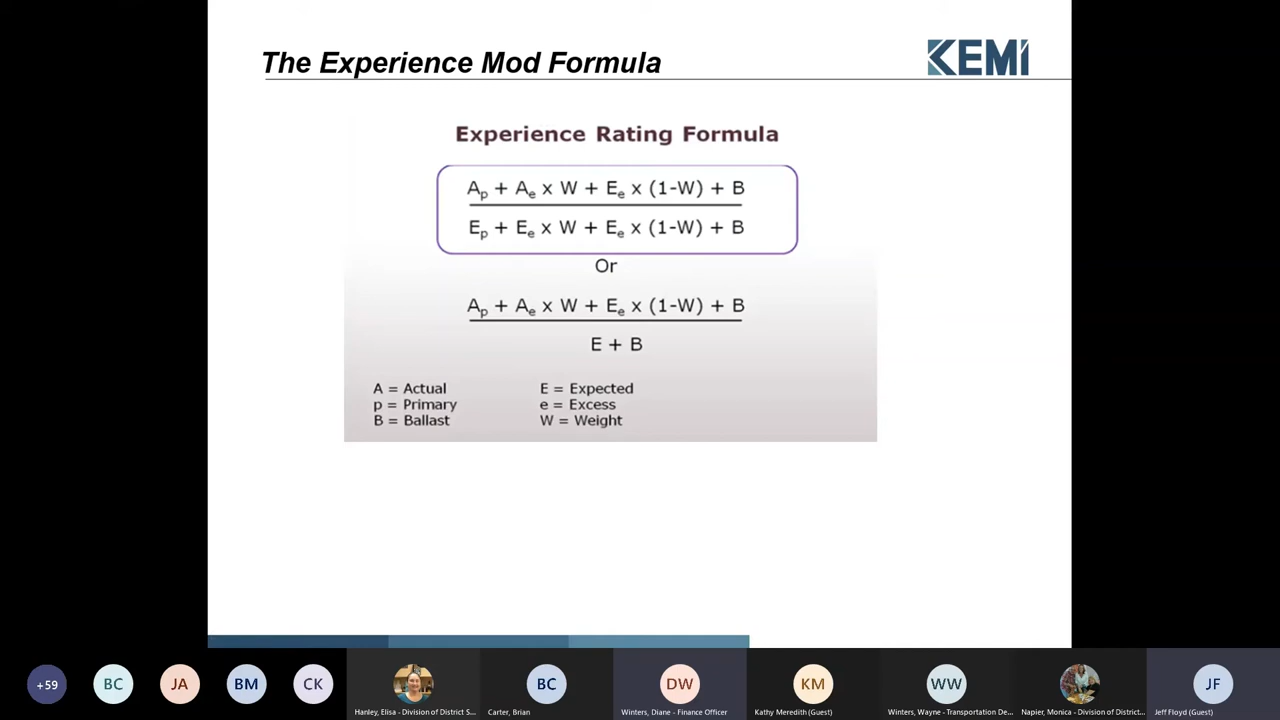 The Experience Mod Formula
KEMI
Experience Rating Formula
Ap + Ae x W + Ee x (1-W) + B
Ep + Ee x W + Ee x (1-W) + B
Or
Ap + Ae x W + Ee x (1-W) + B
E + B
A = Actual E = Expected
p = Primary e = Excess
B = Ballast W = Weight
+59 BC JA BM CK BC DW KM WW JF
Hanley, Elisa - Division of District S... Carter, Brian Winters, Diane - Finance Officer Kathy Meredith (Guest) Winters, Wayne - Transportation De... Napier, Monica - Division of District... Jeff Floyd (Guest)